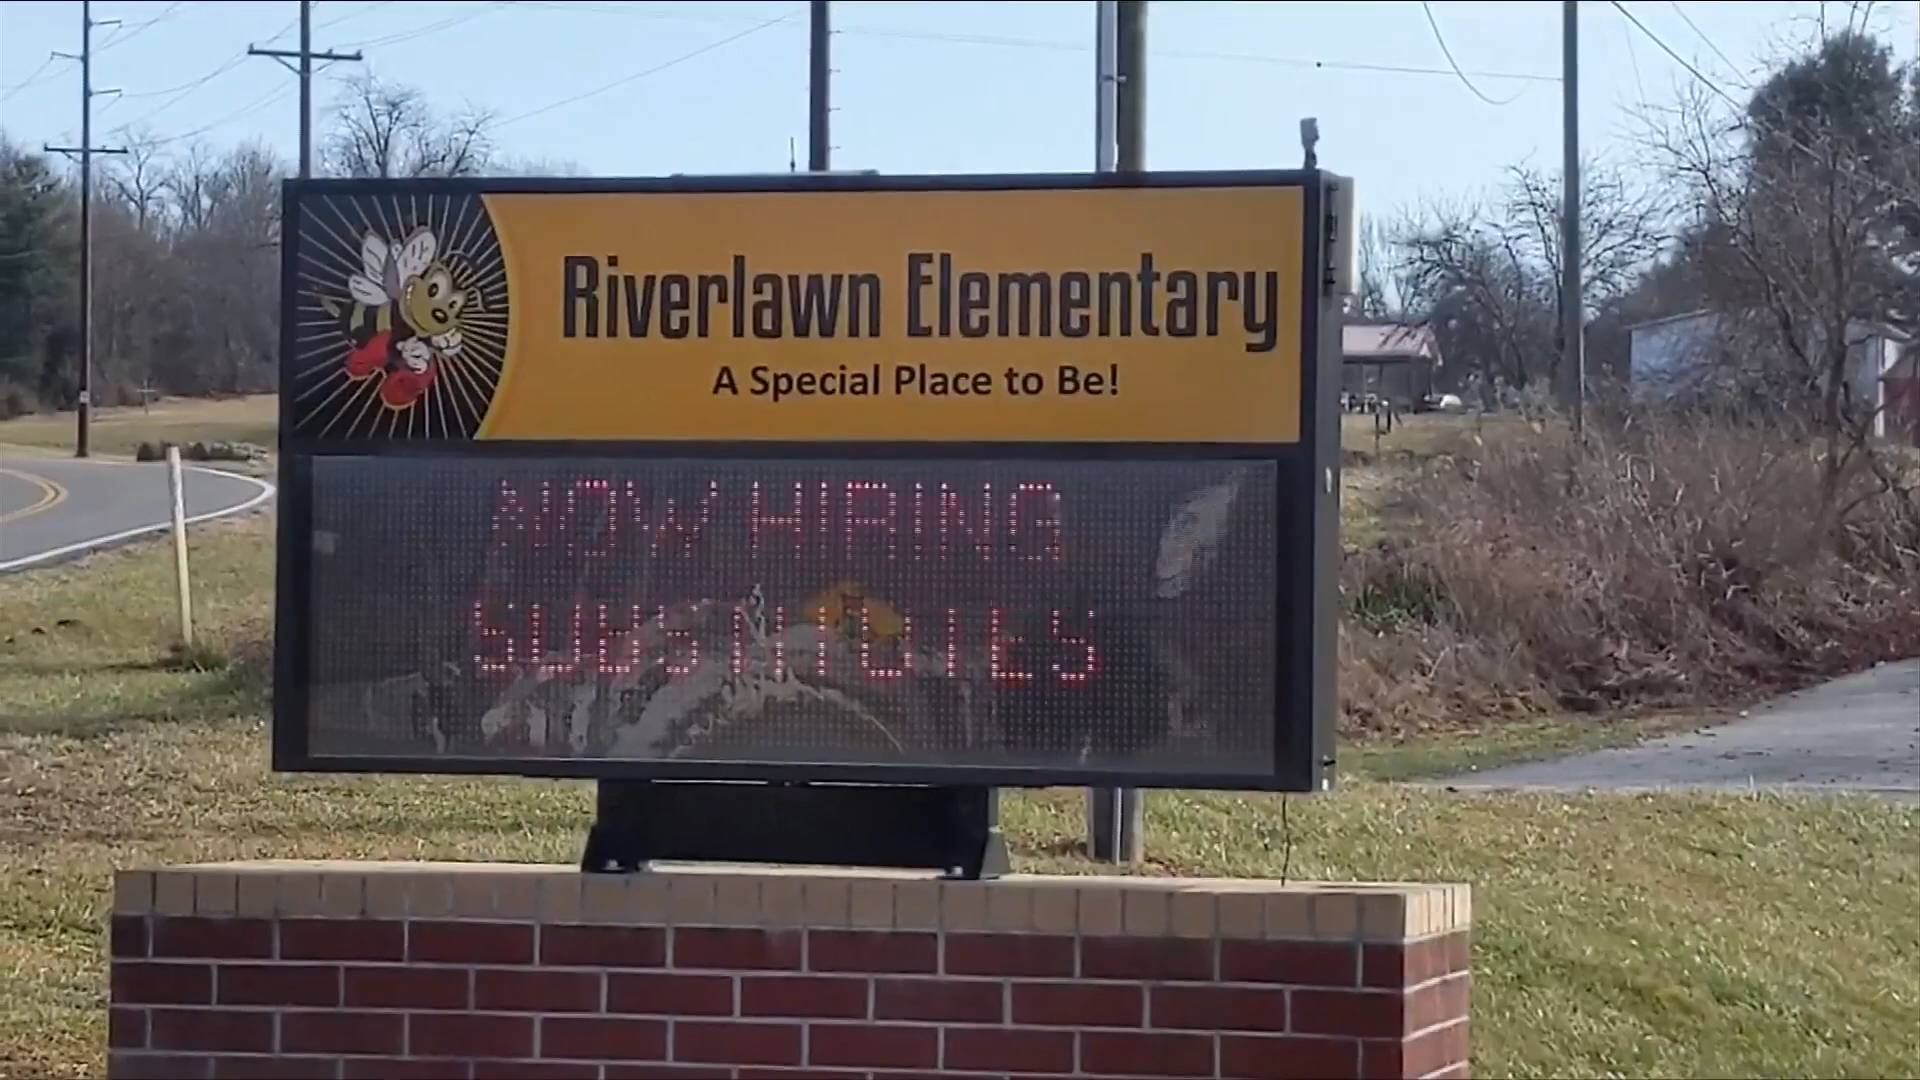 Riverlawn Elementary
A Special Place to Be!
NOW HIRING
SUBSTITUTES